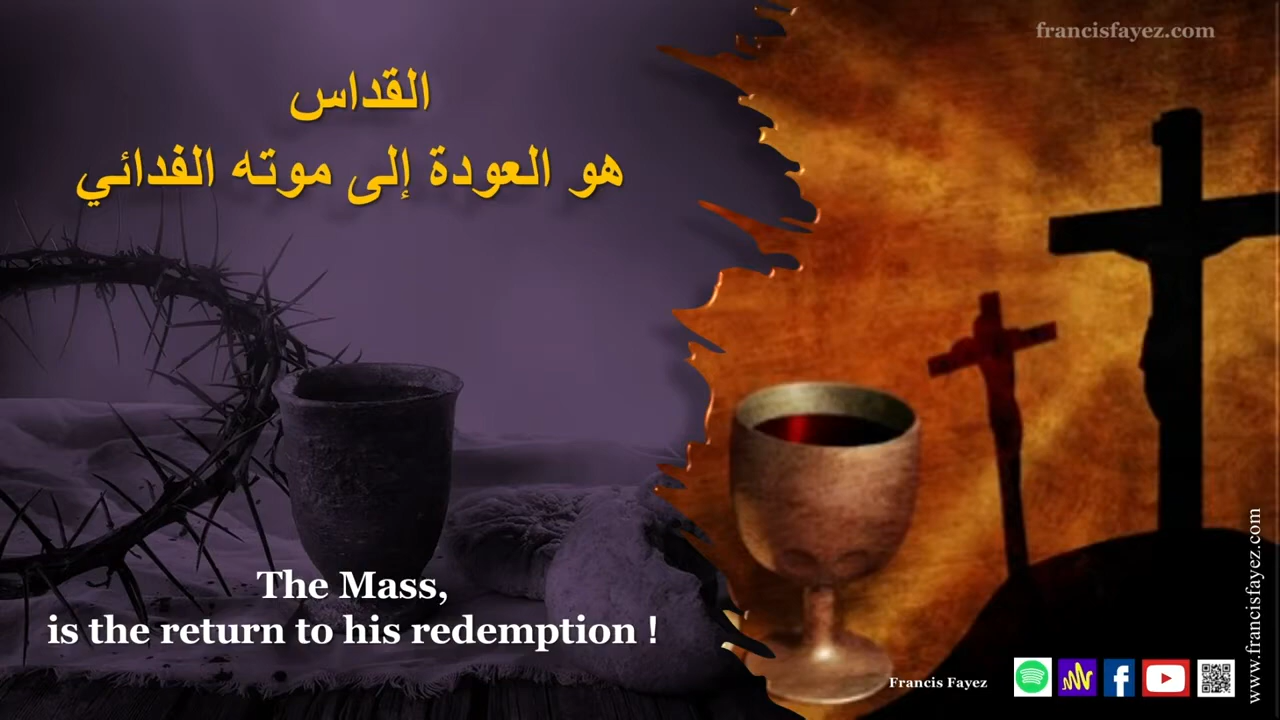 francisfayez.com
القداس
هو العودة إلى موته الفدائي
The Mass,
is the return to his redemption !
Francis Fayez
www.francisfayez.com